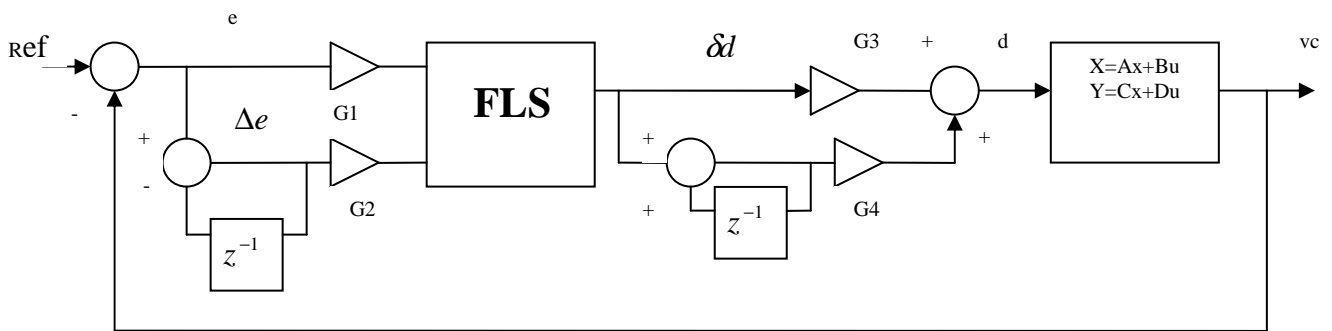 e
Ref
-
G1
Δe
+
-
G2
z⁻¹
FLS
δd
G3
+
d
+
+
+
G4
z⁻¹
X=Ax+Bu
Y=Cx+Du
vc